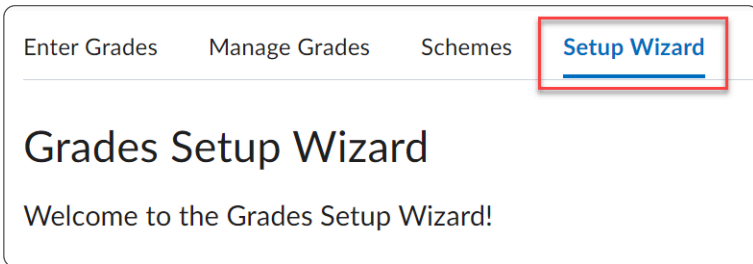 Enter Grades Manage Grades Schemes Setup Wizard
Grades Setup Wizard
Welcome to the Grades Setup Wizard!